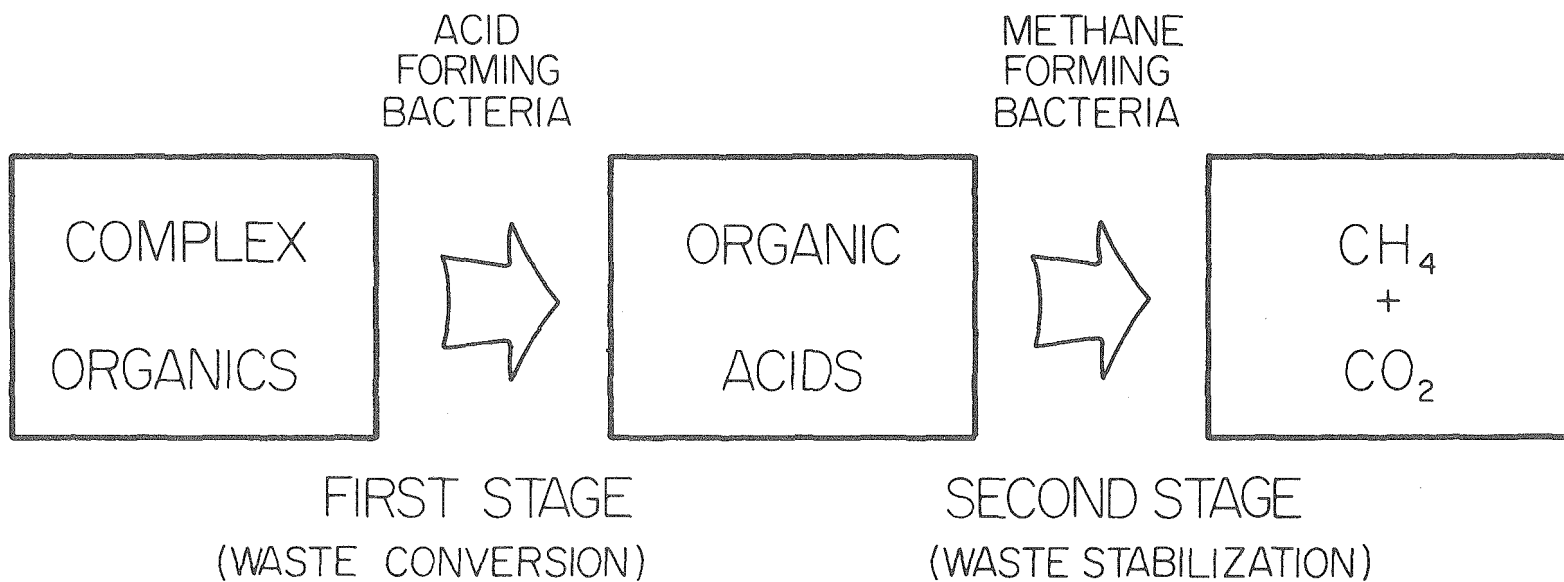 ACID
FORMING
BACTERIA
METHANE
FORMING
BACTERIA
COMPLEX
ORGANICS
ORGANIC
ACIDS
CH₄
+
CO₂
FIRST STAGE
(WASTE CONVERSION)
SECOND STAGE
(WASTE STABILIZATION)